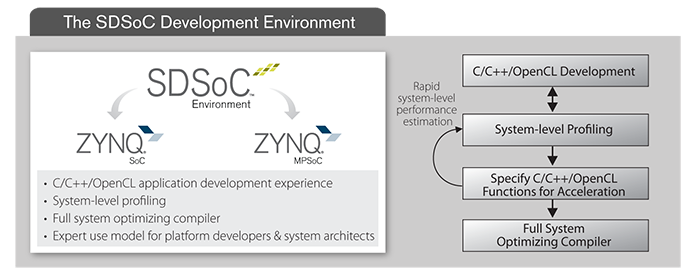 The SDSoC Development Environment
SDSoC™
Environment
ZYNQ®
SoC
ZYNQ®
MPSoC
• C/C++/OpenCL application development experience
• System-level profiling
• Full system optimizing compiler
• Expert use model for platform developers & system architects
Rapid
system-level
performance
estimation
C/C++/OpenCL Development
System-level Profiling
Specify C/C++/OpenCL
Functions for Acceleration
Full System
Optimizing Compiler